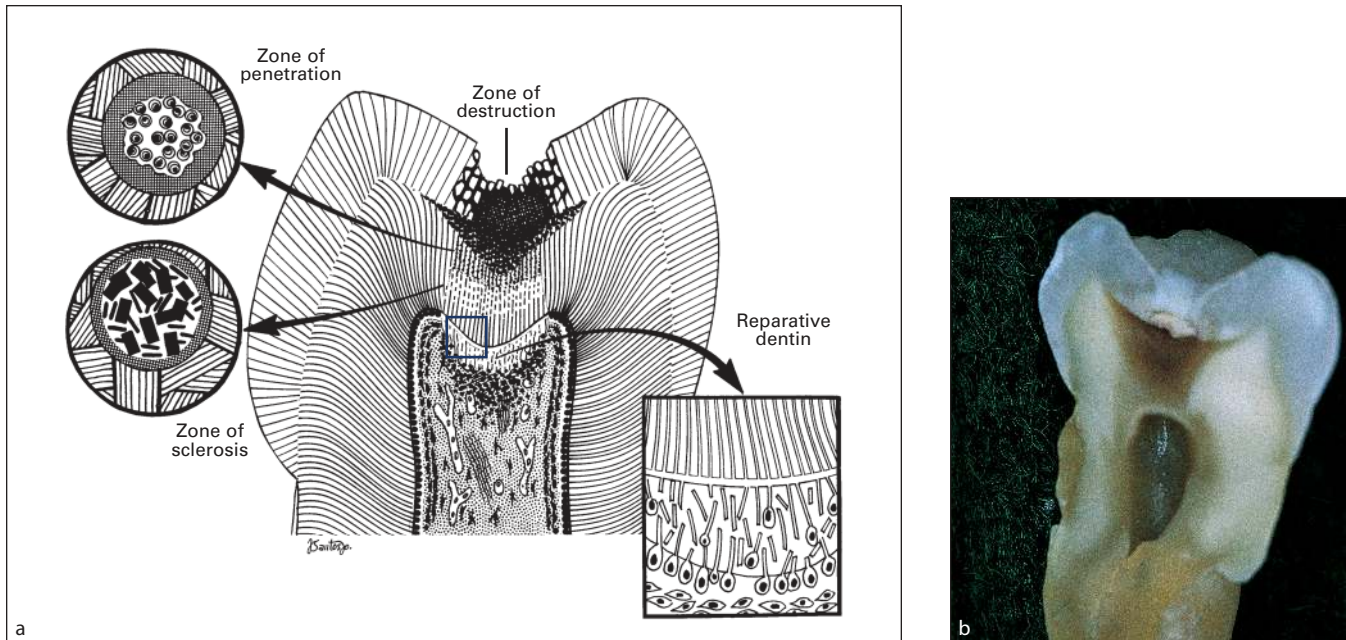 Zone of
penetration
Zone of
destruction
Zone of
sclerosis
Reparative
dentin
a
b